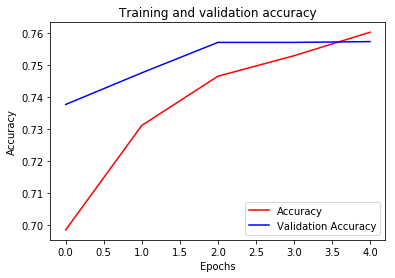 Training and validation accuracy
0.76
0.75
0.74
0.73
0.72
0.71
0.70
Accuracy
Accuracy
Validation Accuracy
0.0 0.5 1.0 1.5 2.0 2.5 3.0 3.5 4.0
Epochs